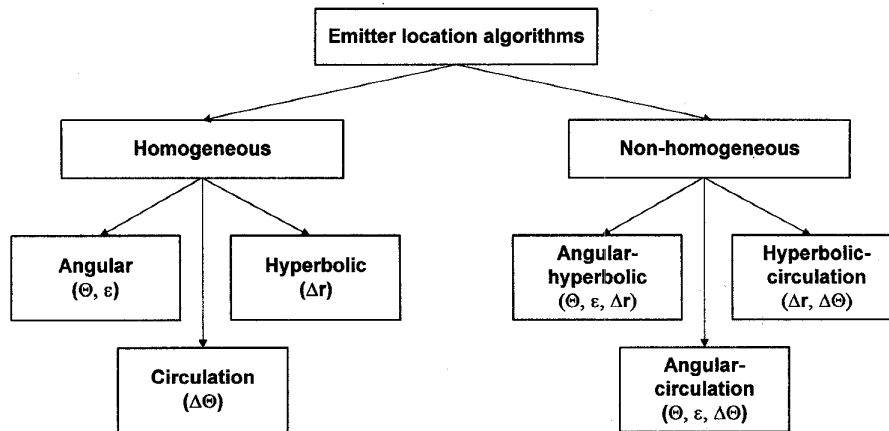 Emitter location algorithms
Homogeneous
Non-homogeneous
Angular
(Θ, ε)
Hyperbolic
(Δr)
Circulation
(ΔΘ)
Angular-
hyperbolic
(Θ, ε, Δr)
Hyperbolic-
circulation
(Δr, ΔΘ)
Angular-
circulation
(Θ, ε, ΔΘ)